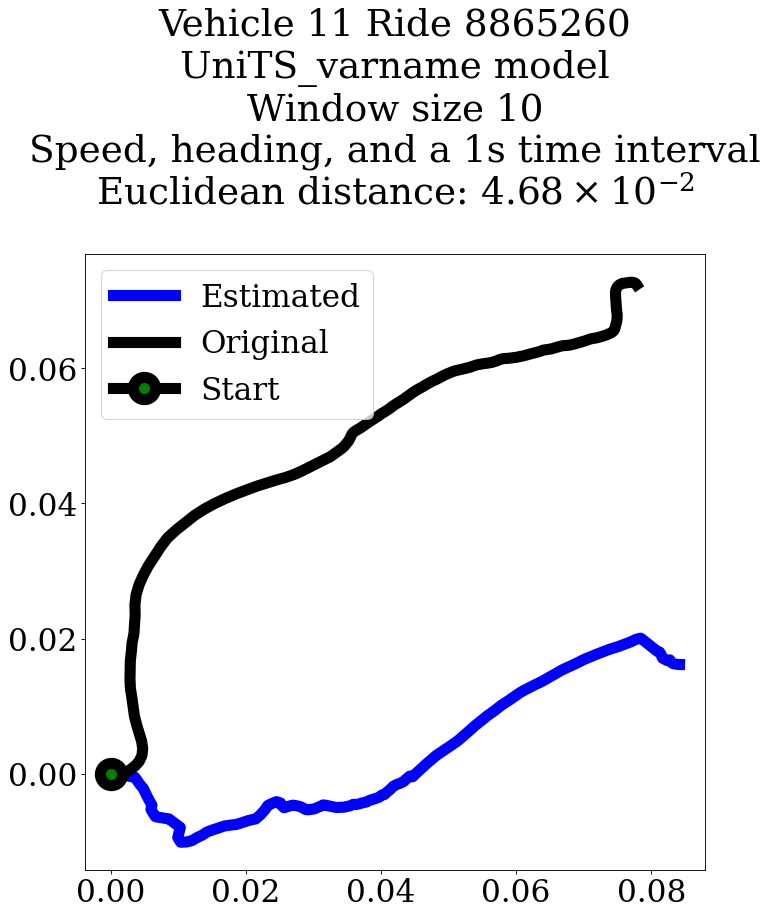 Vehicle 11 Ride 8865260
UniTS_varname model
Window size 10
Speed, heading, and a 1s time interval
Euclidean distance: 4.68 × 10⁻²
Estimated
Original
Start
0.06
0.04
0.02
0.00
0.00 0.02 0.04 0.06 0.08